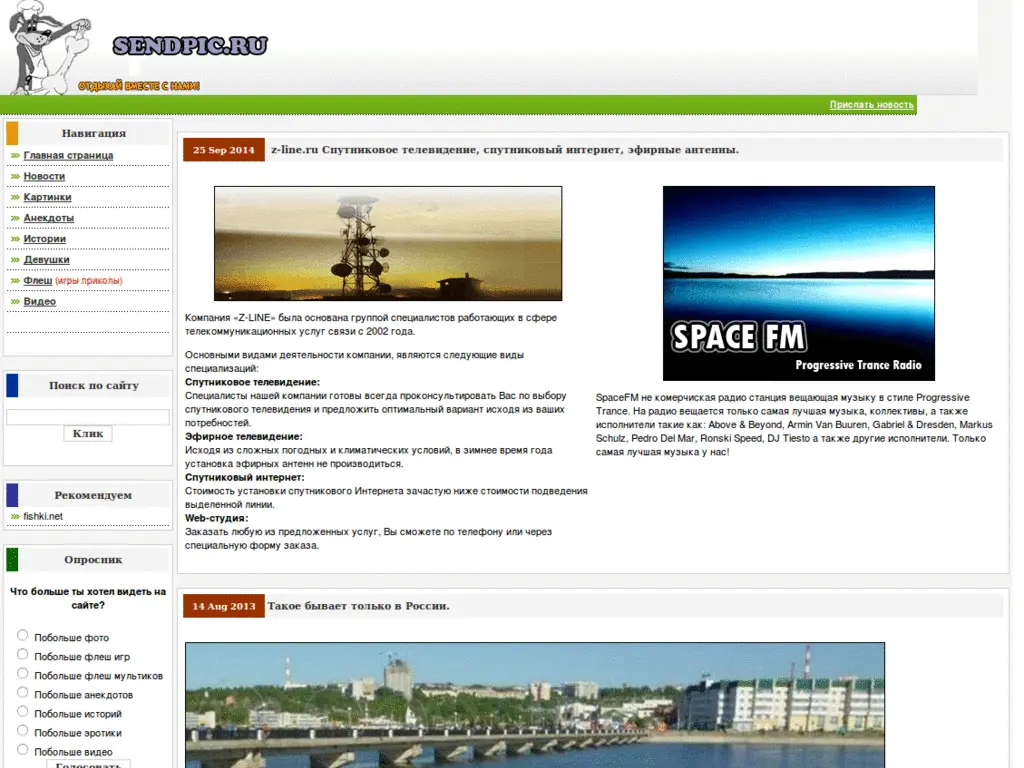 SENDPIC.RU
ОТДЫХАЙ ВМЕСТЕ С НАМИ!
Прислать новость
Навигация
Главная страница
Новости
Картинки
Анекдоты
Истории
Девушки
Флеш (игры приколы)
Видео
Поиск по сайту
Клик
Рекомендуем
fishki.net
Опросник
Что больше ты хотел видеть на
сайте?
Побольше фото
Побольше флеш игр
Побольше флеш мультиков
Побольше анекдотов
Побольше историй
Побольше эротики
Побольше видео
Голосовать
25 Sep 2014 z-line.ru Спутниковое телевидение, спутниковый интернет, эфирные антенны.
Компания «Z-LINE» была основана группой специалистов работающих в сфере
телекоммуникационных услуг связи с 2002 года.
Основными видами деятельности компании, являются следующие виды
специализаций:
Спутниковое телевидение:
Специалисты нашей компании готовы всегда проконсультировать Вас по выбору
спутникового телевидения и предложить оптимальный вариант исходя из ваших
потребностей.
Эфирное телевидение:
Исходя из сложных погодных и климатических условий, в зимнее время года
установка эфирных антенн не производиться.
Спутниковый интернет:
Стоимость установки спутникового Интернета зачастую ниже стоимости подведения
выделенной линии.
Web-студия:
Заказать любую из предложенных услуг, Вы сможете по телефону или через
специальную форму заказа.
SPACE FM
Progressive Trance Radio
SpaceFM не комерчиская радио станция вещающая музыку в стиле Progressive
Trance. На радио вещается только самая лучшая музыка, коллективы, а также
исполнители такие как: Above & Beyond, Armin Van Buuren, Gabriel & Dresden, Markus
Schulz, Pedro Del Mar, Ronski Speed, DJ Tiesto а также другие исполнители. Только
самая лучшая музыка у нас!
14 Aug 2013 Такое бывает только в России.